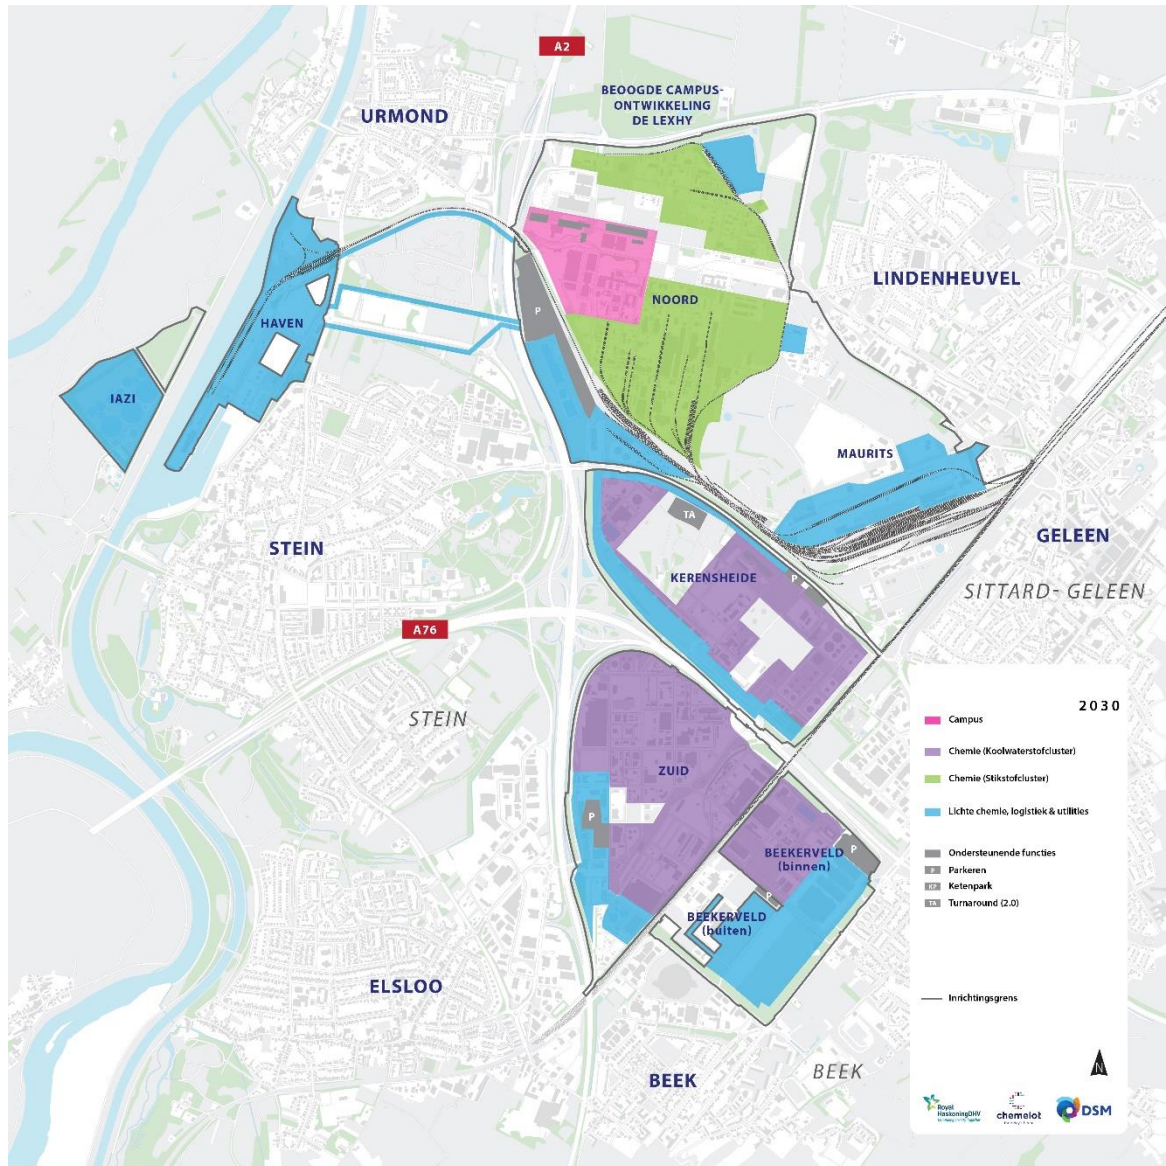 A2
BEOOGDE CAMPUS-
ONTWIKKELING
DE LEXHY
URMOND
LINDENHEUVEL
NOORD
P
HAVEN
IAZI
MAURITS
TA
STEIN
GELEEN
KERENSHEIDE
P
SITTARD- GELEEN
A76
STEIN
ZUID
P
BEEKERVELD
(binnen)
P
P
BEEKERVELD
(buiten)
ELSLOO
BEEK
BEEK
2030
Campus
Chemie (Koolwaterstofcluster)
Chemie (Stikstofcluster)
Lichte chemie, logistiek & utilities
Ondersteunende functies
P Parkeren
KP Ketenpark
TA Turnaround (2.0)
Inrichtingsgrens
N
Royal
HaskoningDHV
chemelot
DSM